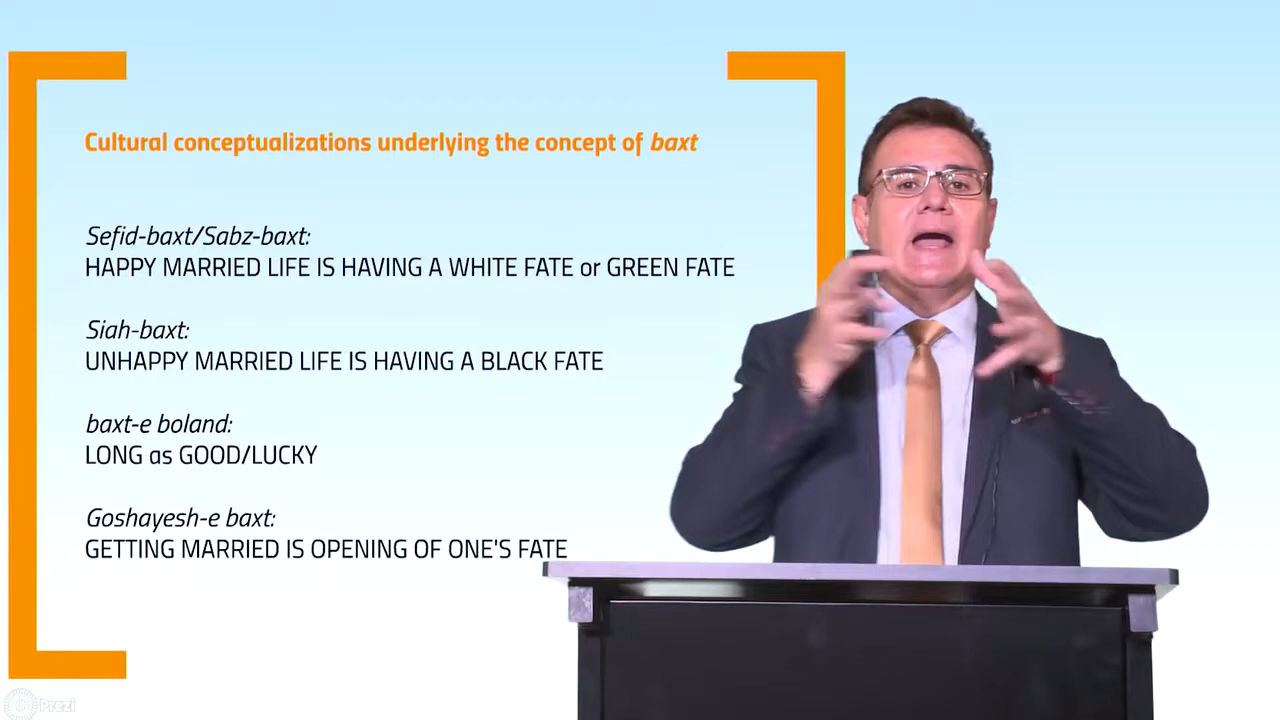 Cultural conceptualizations underlying the concept of baxt
Sefid-baxt/Sabz-baxt:
HAPPY MARRIED LIFE IS HAVING A WHITE FATE or GREEN FATE
Siah-baxt:
UNHAPPY MARRIED LIFE IS HAVING A BLACK FATE
baxt-e boland:
LONG as GOOD/LUCKY
Goshayesh-e baxt:
GETTING MARRIED IS OPENING OF ONE'S FATE
Prezi